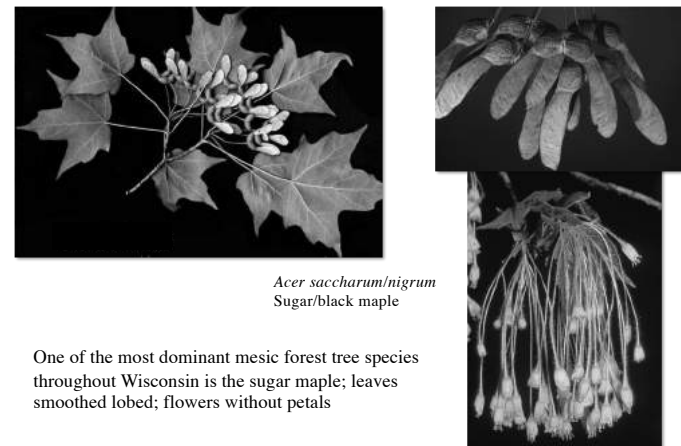 Acer saccharum/nigrum
Sugar/black maple
One of the most dominant mesic forest tree species
throughout Wisconsin is the sugar maple; leaves
smoothed lobed; flowers without petals